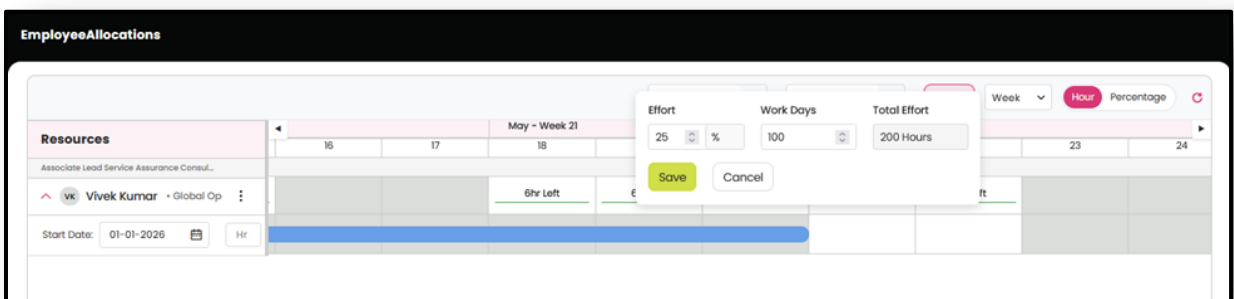 EmployeeAllocations
Week
Hour Percentage
Effort Work Days Total Effort
25 % 100 200 Hours
Save Cancel
Resources
May - Week 21
16 17 18 23 24
Associate Lead Service Assurance Consul...
VK Vivek Kumar • Global Op
6hr Left
Start Date: 01-01-2026 Hr